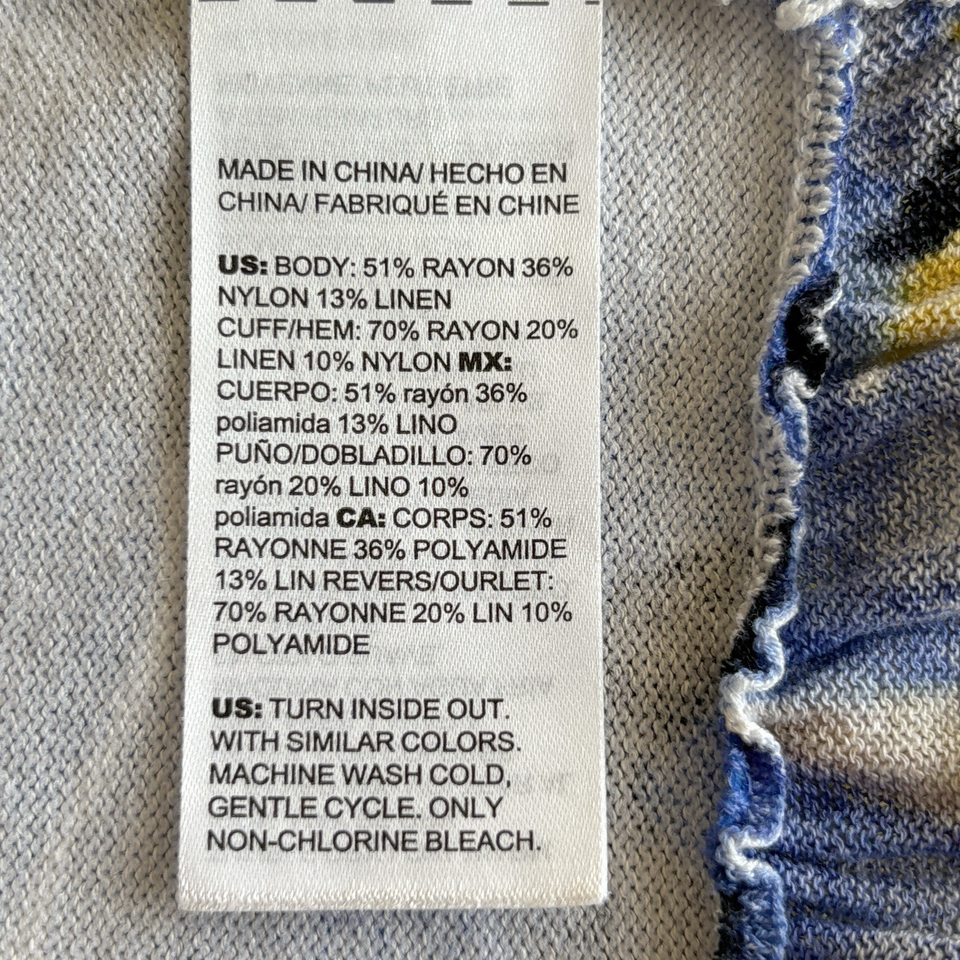 MADE IN CHINA/ HECHO EN
CHINA/ FABRIQUÉ EN CHINE
US: BODY: 51% RAYON 36%
NYLON 13% LINEN
CUFF/HEM: 70% RAYON 20%
LINEN 10% NYLON MX:
CUERPO: 51% rayón 36%
poliamida 13% LINO
PUÑO/DOBLADILLO: 70%
rayón 20% LINO 10%
poliamida CA: CORPS: 51%
RAYONNE 36% POLYAMIDE
13% LIN REVERS/OURLET:
70% RAYONNE 20% LIN 10%
POLYAMIDE
US: TURN INSIDE OUT.
WITH SIMILAR COLORS.
MACHINE WASH COLD,
GENTLE CYCLE. ONLY
NON-CHLORINE BLEACH.